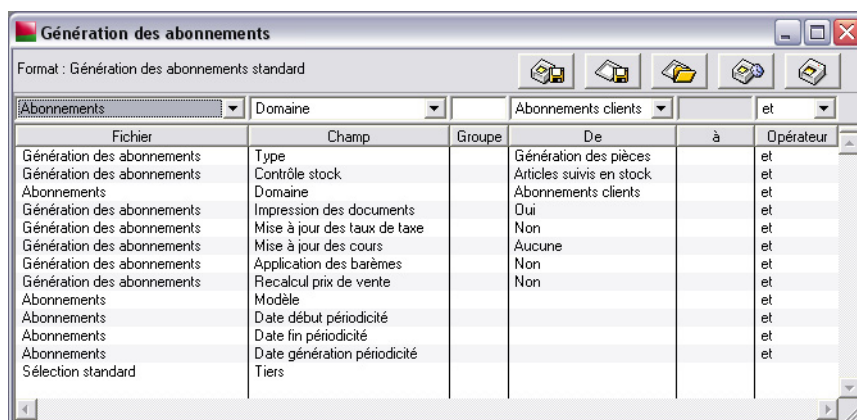 Génération des abonnements
Format : Génération des abonnements standard
Abonnements Domaine Abonnements clients et
Fichier Champ Groupe De à Opérateur
Génération des abonnements Type Génération des pièces et
Génération des abonnements Contrôle stock Articles suivis en stock et
Abonnements Domaine Abonnements clients et
Génération des abonnements Impression des documents Oui et
Génération des abonnements Mise à jour des taux de taxe Non et
Génération des abonnements Mise à jour des cours Aucune et
Génération des abonnements Application des barèmes Non et
Génération des abonnements Recalcul prix de vente Non et
Abonnements Modèle et
Abonnements Date début périodicité et
Abonnements Date fin périodicité et
Abonnements Date génération périodicité et
Sélection standard Tiers